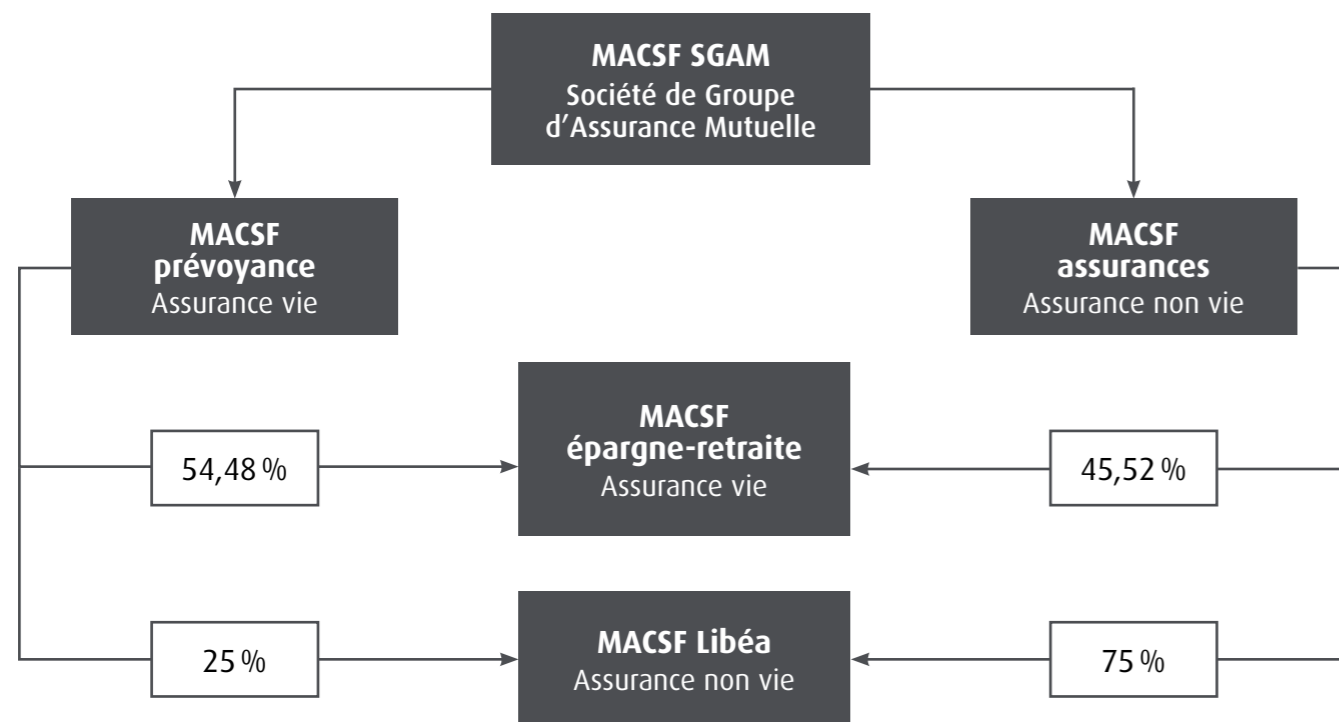 MACSF SGAM
Société de Groupe
d’Assurance Mutuelle
MACSF
prévoyance
Assurance vie
MACSF
assurances
Assurance non vie
MACSF
épargne-retraite
Assurance vie
54,48 %
45,52 %
MACSF Libéa
Assurance non vie
25 %
75 %